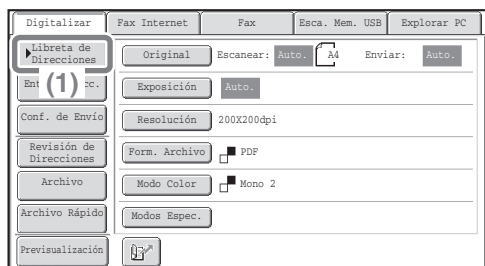 Digitalizar Fax Internet Fax Esca. Mem. USB Explorar PC
Libreta de
Direcciones
Original Escanear: Auto. A4 Enviar: Auto.
(1)
Exposición Auto.
Conf. de Envío
Resolución 200X200dpi
Revisión de
Direcciones
Form. Archivo PDF
Archivo
Modo Color Mono 2
Archivo Rápido
Modos Espec.
Previsualización